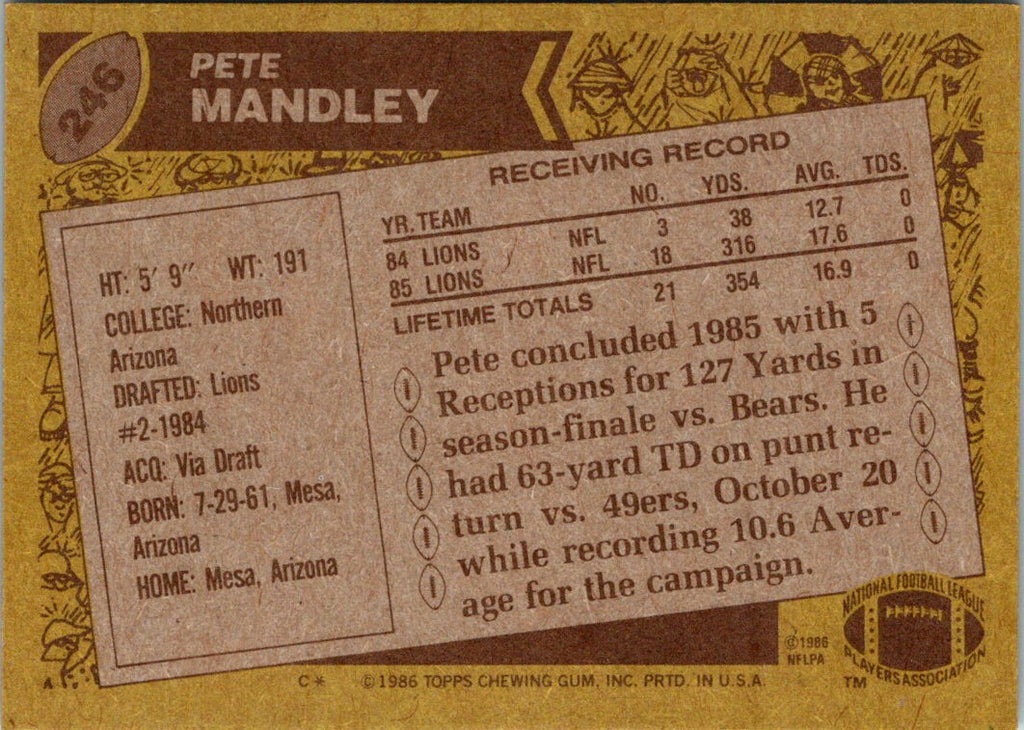 246
PETE
MANDLEY
RECEIVING RECORD
YR. TEAM NO. YDS. AVG. TDS.
84 LIONS NFL 3 38 12.7 0
85 LIONS NFL 18 316 17.6 0
LIFETIME TOTALS 21 354 16.9 0
HT: 5' 9" WT: 191
COLLEGE: Northern
Arizona
DRAFTED: Lions
#2-1984
ACQ: Via Draft
BORN: 7-29-61, Mesa,
Arizona
HOME: Mesa, Arizona
Pete concluded 1985 with 5
Receptions for 127 Yards in
season-finale vs. Bears. He
had 63-yard TD on punt re-
turn vs. 49ers, October 20
while recording 10.6 Aver-
age for the campaign.
©1986
NFLPA
NATIONAL FOOTBALL LEAGUE
PLAYERS ASSOCIATION
TM
A C* ©1986 TOPPS CHEWING GUM, INC. PRTD. IN U.S.A.